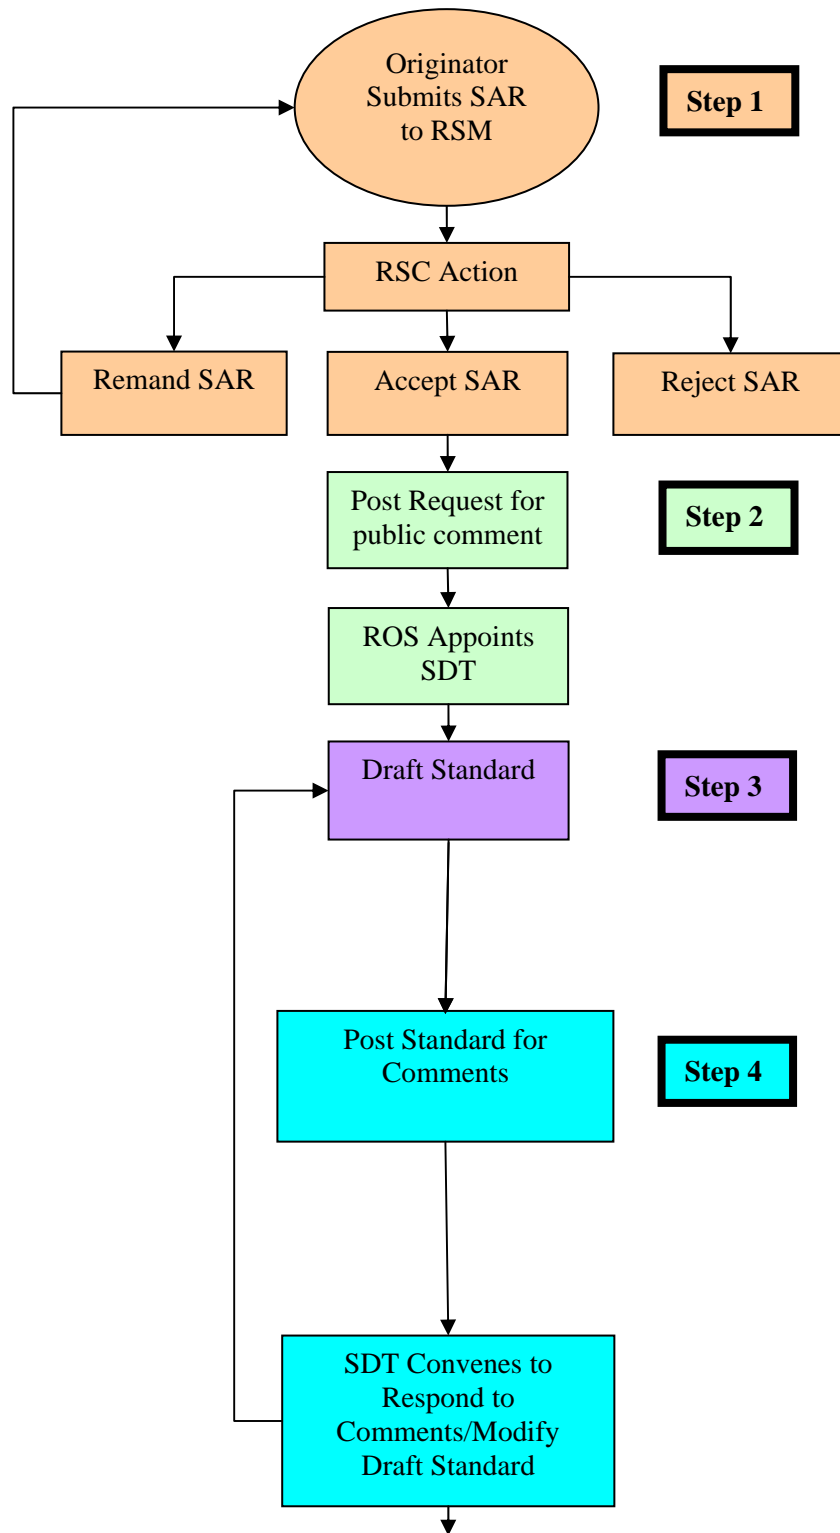 Originator
Submits SAR
to RSM
Step 1
RSC Action
Remand SAR
Accept SAR
Reject SAR
Post Request for
public comment
Step 2
ROS Appoints
SDT
Draft Standard
Step 3
Post Standard for
Comments
Step 4
SDT Convenes to
Respond to
Comments/Modify
Draft Standard